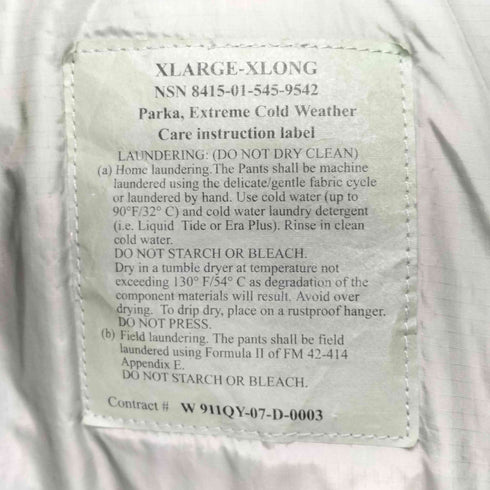 XLARGE-XLONG
NSN 8415-01-545-9542
Parka, Extreme Cold Weather
Care instruction label
LAUNDERING: (DO NOT DRY CLEAN)
(a) Home laundering.The Pants shall be machine
laundered using the delicate/gentle fabric cycle
or laundered by hand. Use cold water (up to
90°F/32° C) and cold water laundry detergent
(i.e. Liquid Tide or Era Plus). Rinse in clean
cold water.
DO NOT STARCH OR BLEACH.
Dry in a tumble dryer at temperature not
exceeding 130° F/54° C as degradation of the
component materials will result. Avoid over
drying. To drip dry, place on a rustproof hanger.
DO NOT PRESS.
(b) Field laundering. The pants shall be field
laundered using Formula II of FM 42-414
Appendix E.
DO NOT STARCH OR BLEACH.
Contract # W 911QY-07-D-0003